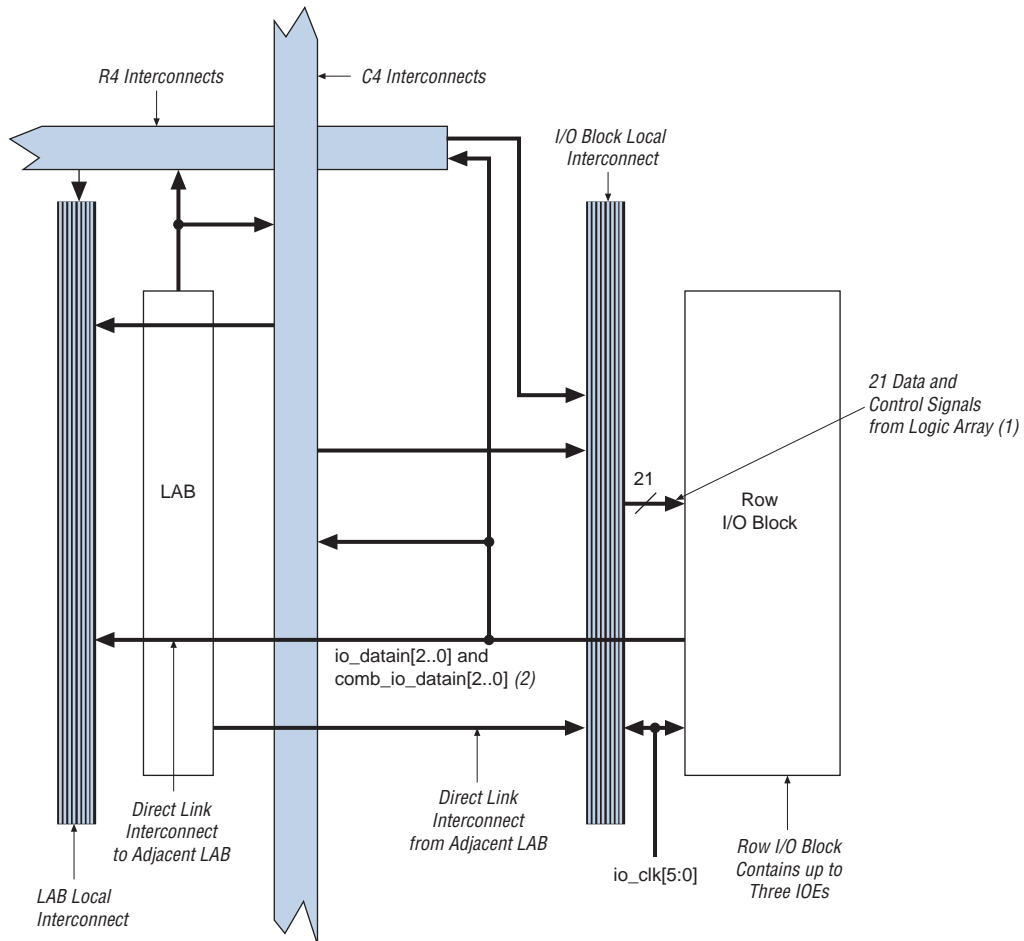 R4 Interconnects
C4 Interconnects
I/O Block Local
Interconnect
21 Data and
Control Signals
from Logic Array (1)
21
LAB
Row
I/O Block
io_datain[2..0] and
comb_io_datain[2..0] (2)
Direct Link
Interconnect
to Adjacent LAB
Direct Link
Interconnect
from Adjacent LAB
Row I/O Block
Contains up to
Three IOEs
io_clk[5:0]
LAB Local
Interconnect